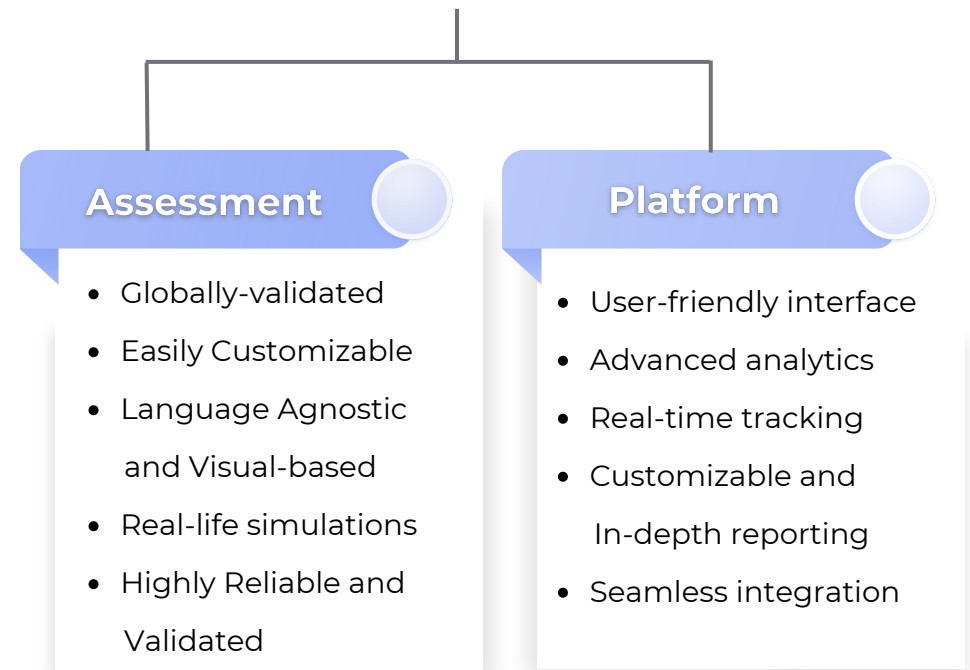 Assessment
• Globally-validated
• Easily Customizable
• Language Agnostic
and Visual-based
• Real-life simulations
• Highly Reliable and
Validated
Platform
• User-friendly interface
• Advanced analytics
• Real-time tracking
• Customizable and
In-depth reporting
• Seamless integration